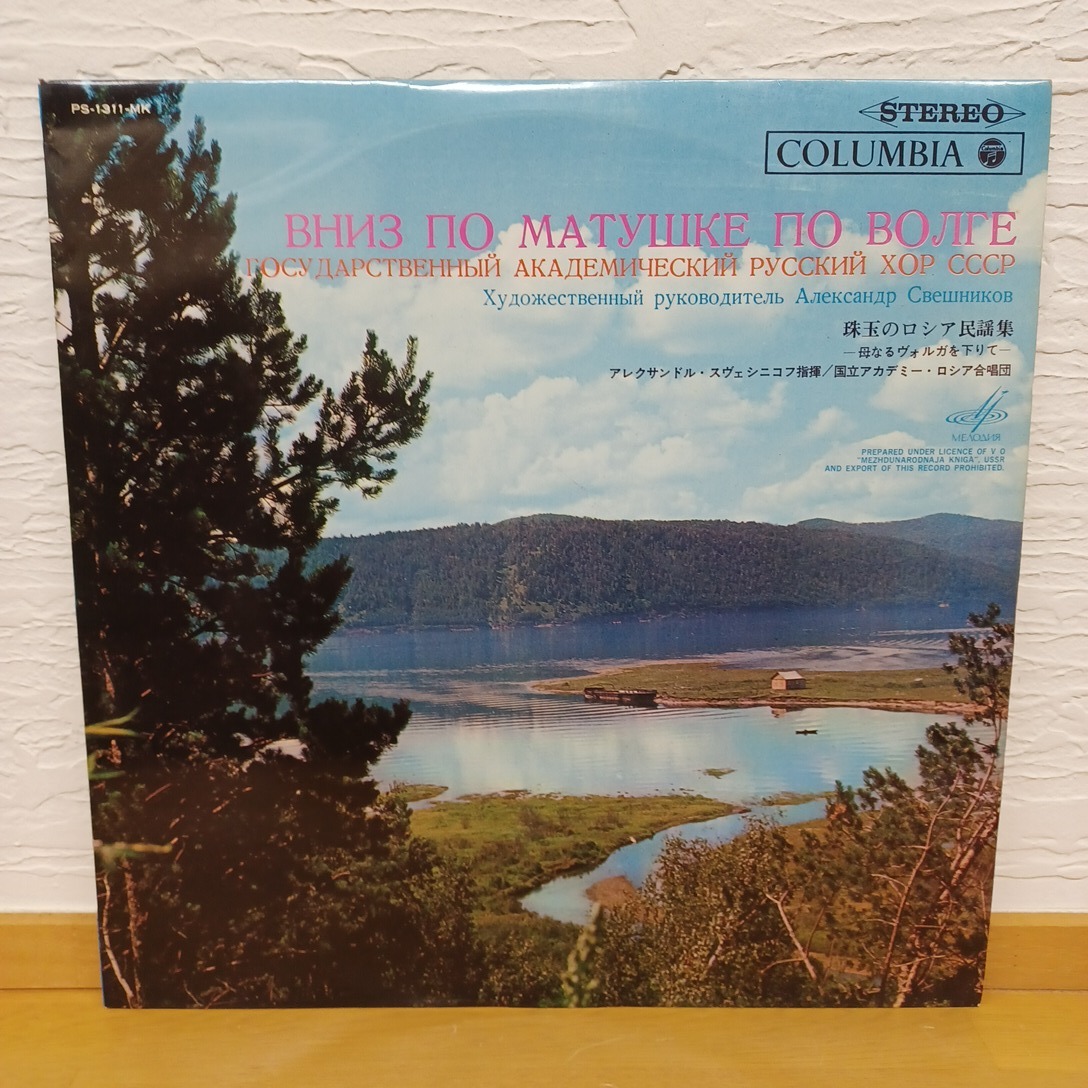 PS-1311-MK
STEREO
COLUMBIA
ВНИЗ ПО МАТУШКЕ ПО ВОЛГЕ
ГОСУДАРСТВЕННЫЙ АКАДЕМИЧЕСКИЙ РУССКИЙ ХОР СССР
Художественный руководитель Александр Свешников
珠玉のロシア民謡集
―母なるヴォルガを下りて―
アレクサンドル・スヴェシニコフ指揮/国立アカデミー・ロシア合唱団
МЕЛОДИЯ
PREPARED UNDER LICENCE OF V O
"MEZHDUNARODNAJA KNIGA", USSR
AND EXPORT OF THIS RECORD PROHIBITED.